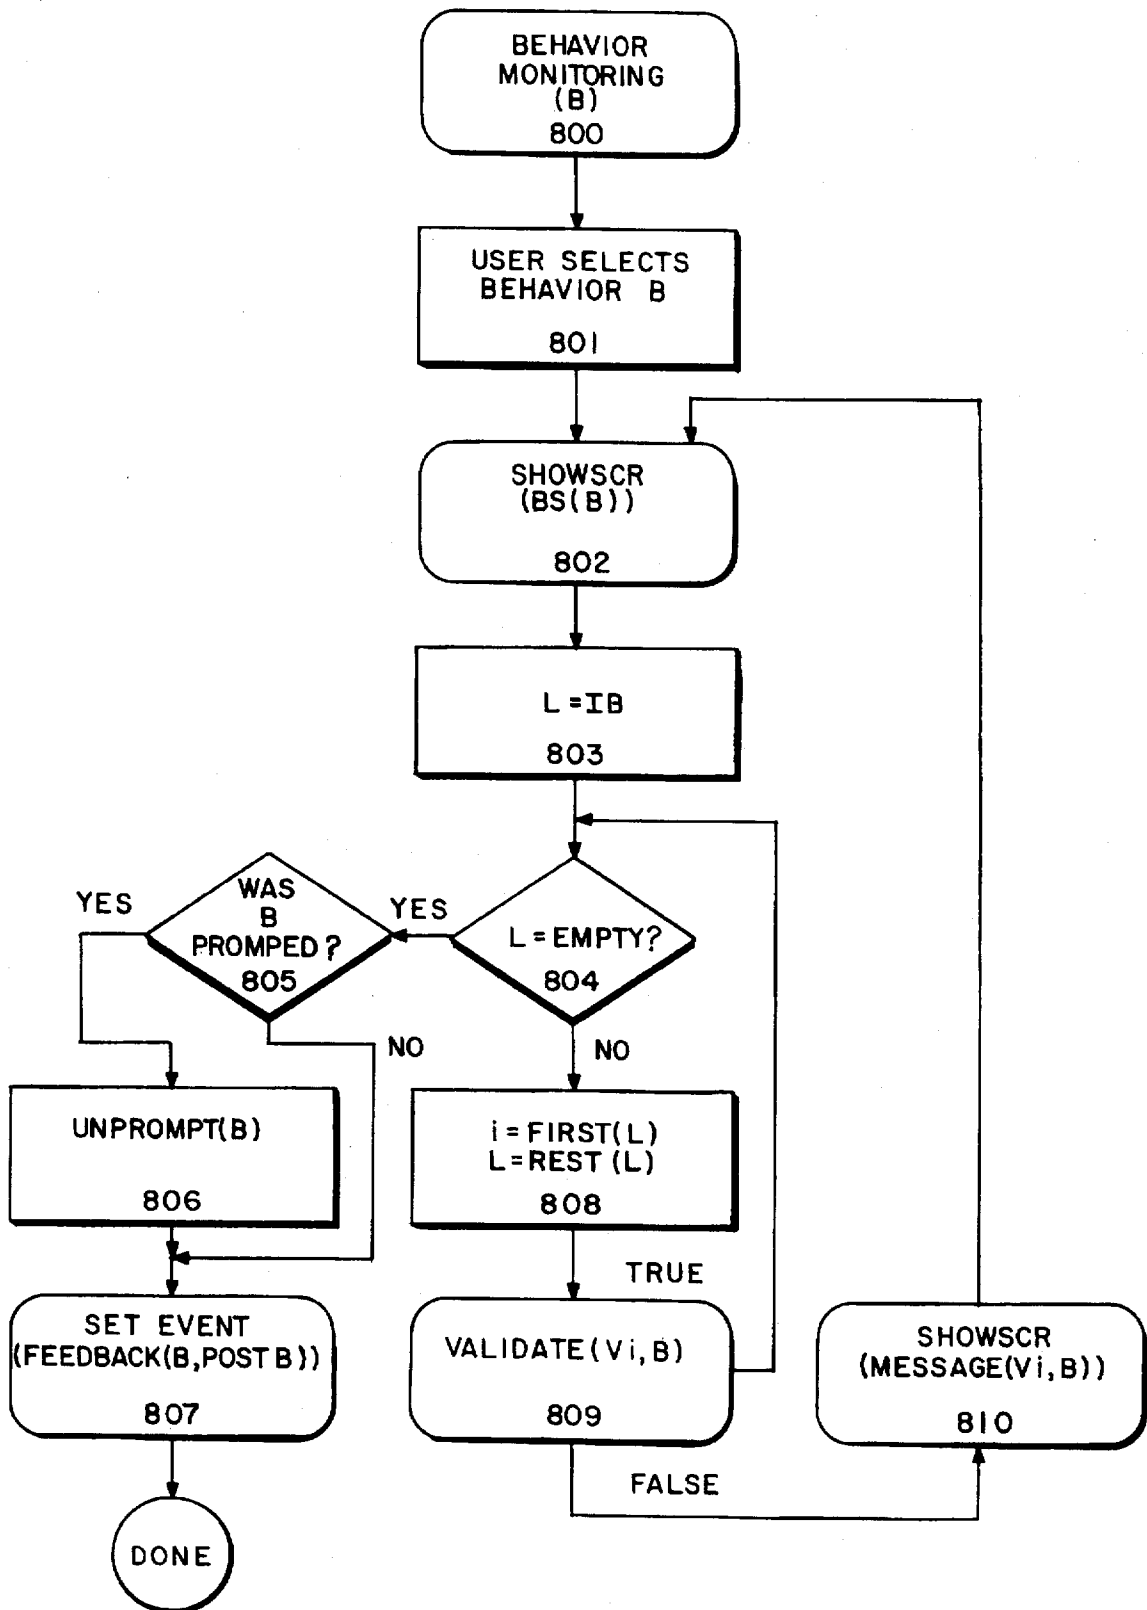 BEHAVIOR
MONITORING
(B)
800
USER SELECTS
BEHAVIOR B
801
SHOWSCR
(BS(B))
802
L=IB
803
L=EMPTY?
804
YES
NO
WAS
B
PROMPED?
805
YES
NO
UNPROMPT(B)
806
SET EVENT
(FEEDBACK(B,POST B))
807
DONE
i=FIRST(L)
L=REST(L)
808
TRUE
VALIDATE(Vi,B)
809
FALSE
SHOWSCR
(MESSAGE(Vi,B))
810